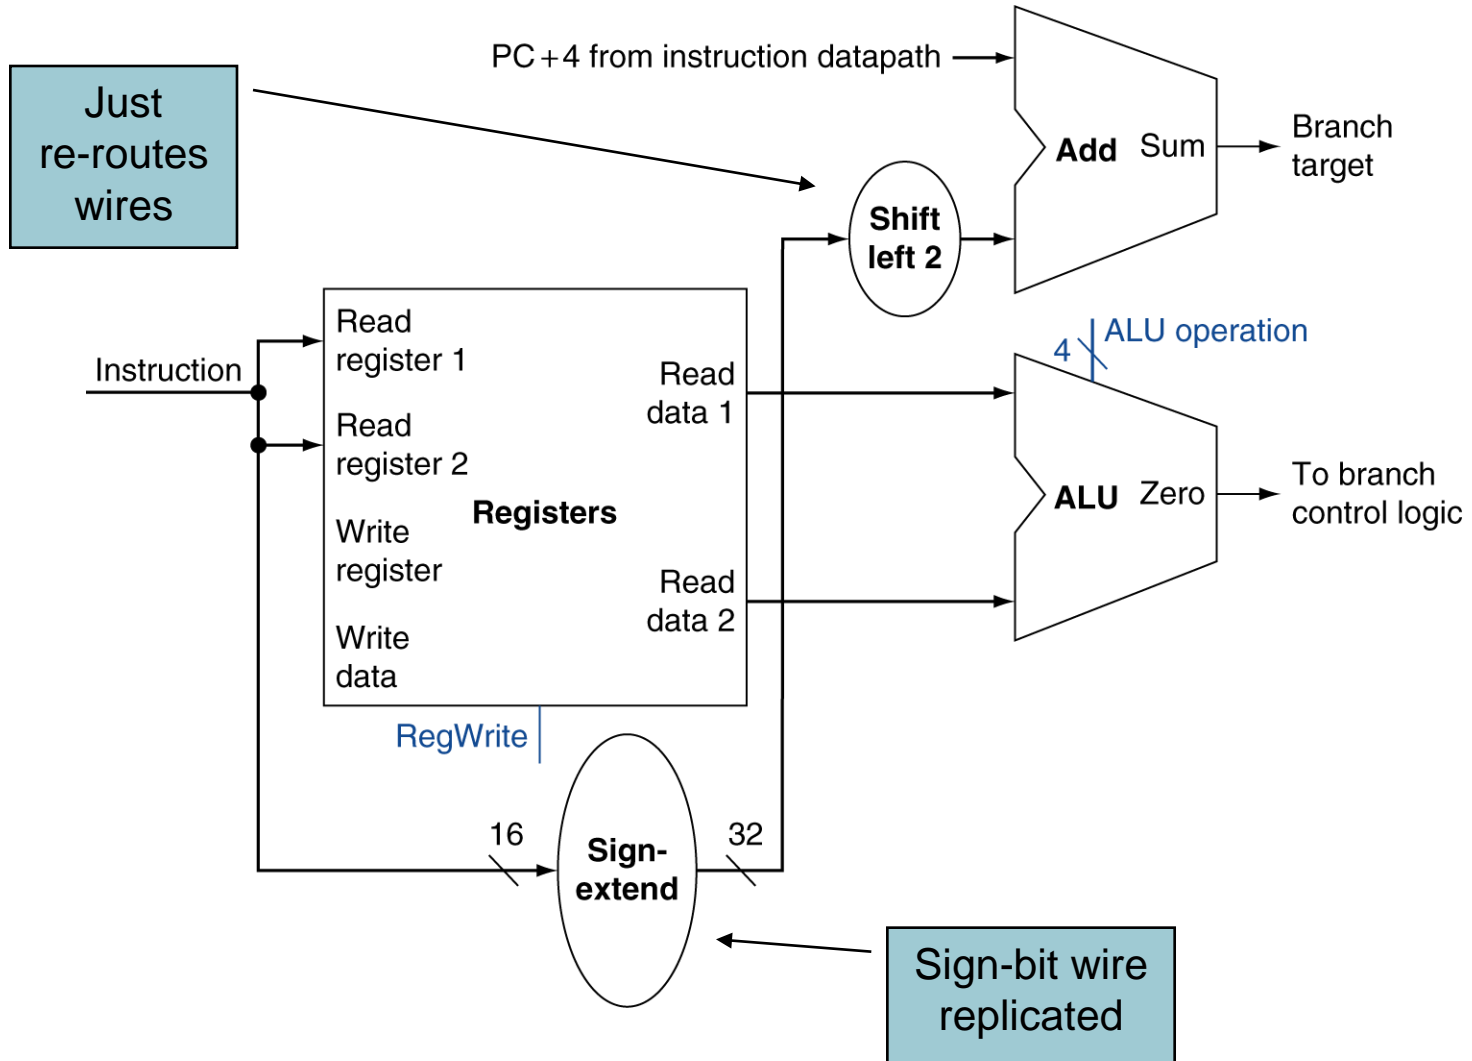 PC+4 from instruction datapath
Just
re-routes
wires
Add Sum
Branch
target
Shift
left 2
Instruction
Read
register 1
Read
register 2
Write
register
Write
data
Registers
Read
data 1
Read
data 2
RegWrite
4
ALU operation
ALU Zero
To branch
control logic
16
Sign-
extend
32
Sign-bit wire
replicated